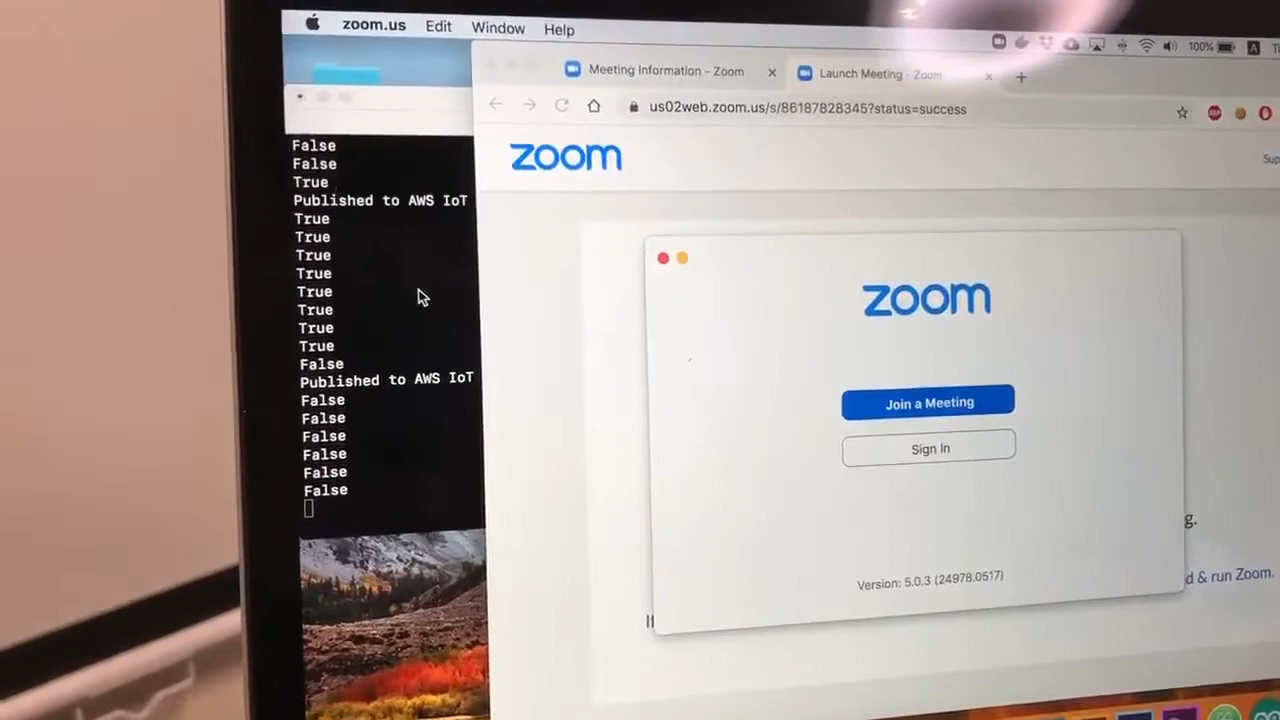 zoom.us Edit Window Help
100%
Meeting Information - Zoom
Launch Meeting - Zoom
us02web.zoom.us/s/86187828345?status=success
zoom
Sup
False
False
True
Published to AWS IoT
True
True
True
True
True
True
True
True
False
Published to AWS IoT
False
False
False
False
False
False
zoom
Join a Meeting
Sign In
Version: 5.0.3 (24978.0517)
g.
d & run Zoom.
If